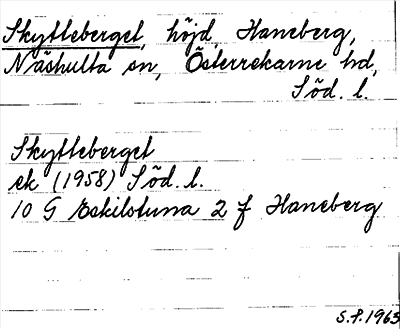 Skytteberget, höjd, Haneberg,
Näshulta sn, Österrekarne hd,
Söd. l.
Skytteberget
ek (1958) Söd. l.
10 G Eskilstuna 2 f Haneberg
S.P. 1963